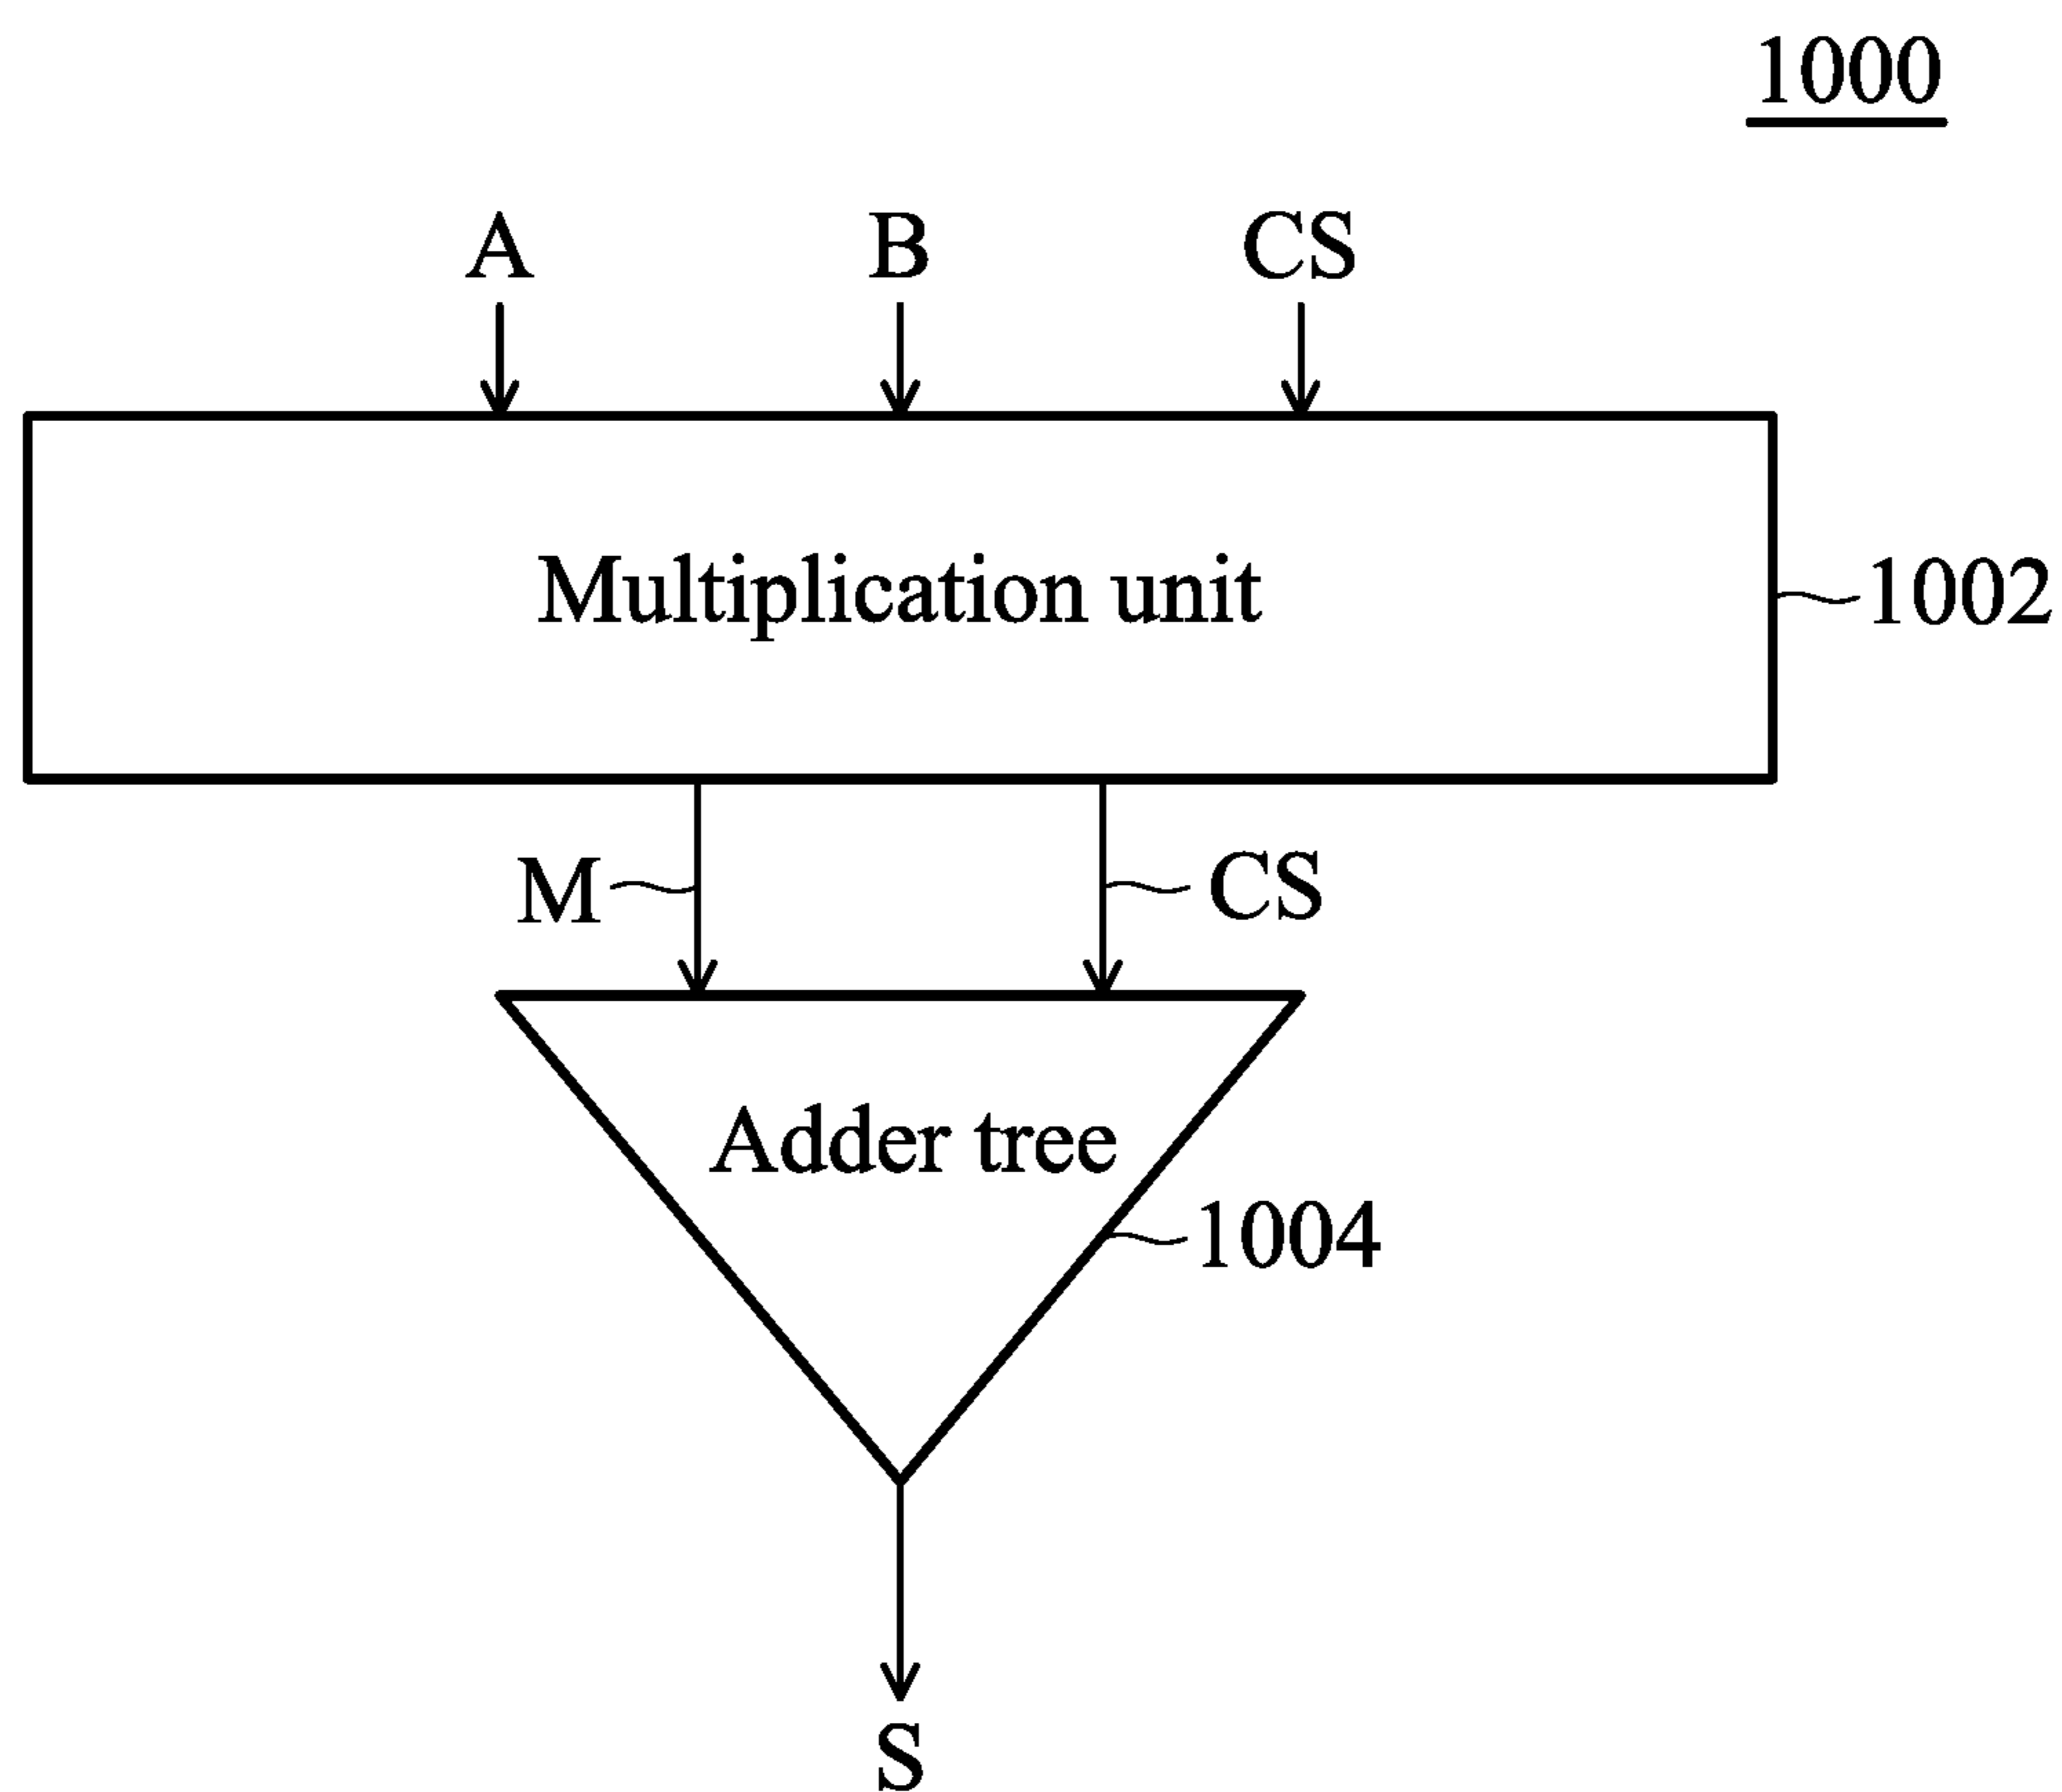 1000
A B CS
Multiplication unit
1002
M CS
Adder tree
1004
S